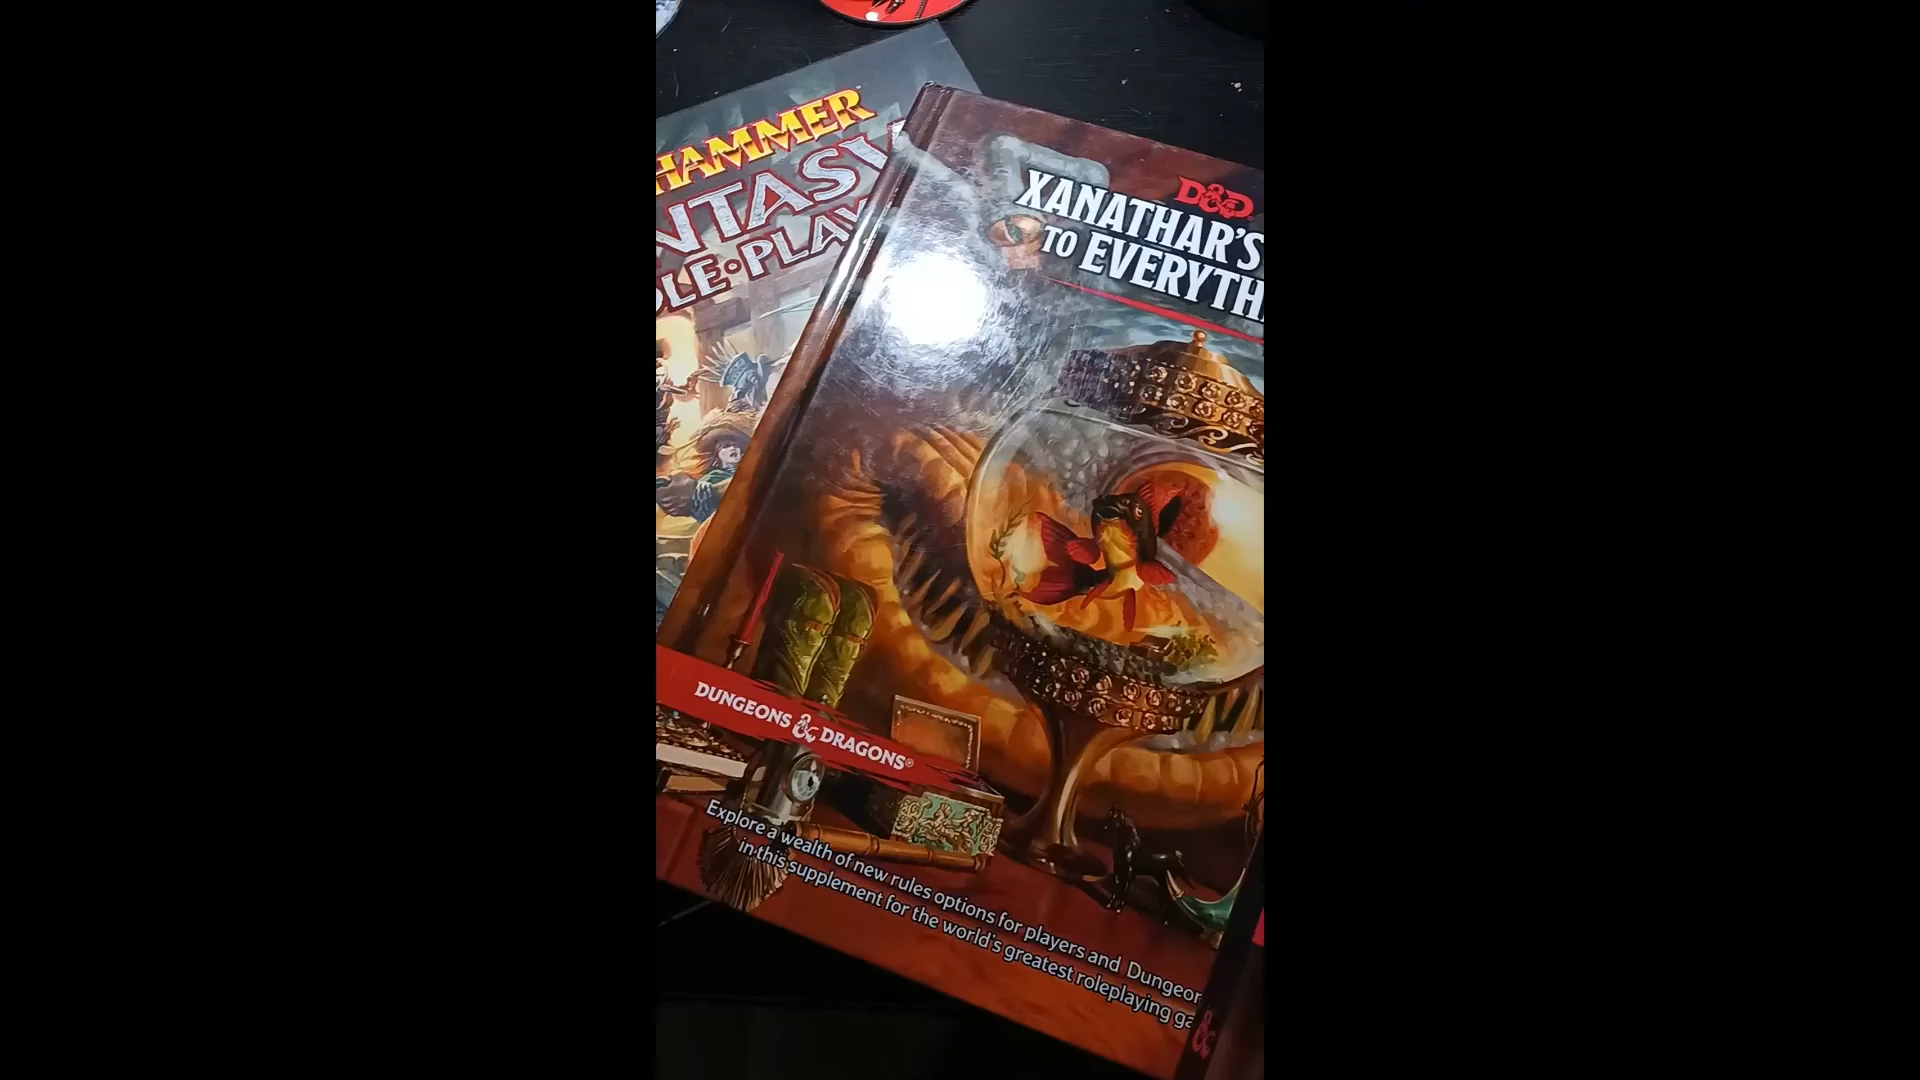 HAMMER
NTASY
OLE•PLAY
D&D
XANATHAR'S
TO EVERYTHI
DUNGEONS & DRAGONS®
Explore a wealth of new rules options for players and Dungeon
in this supplement for the world's greatest roleplaying ga
&